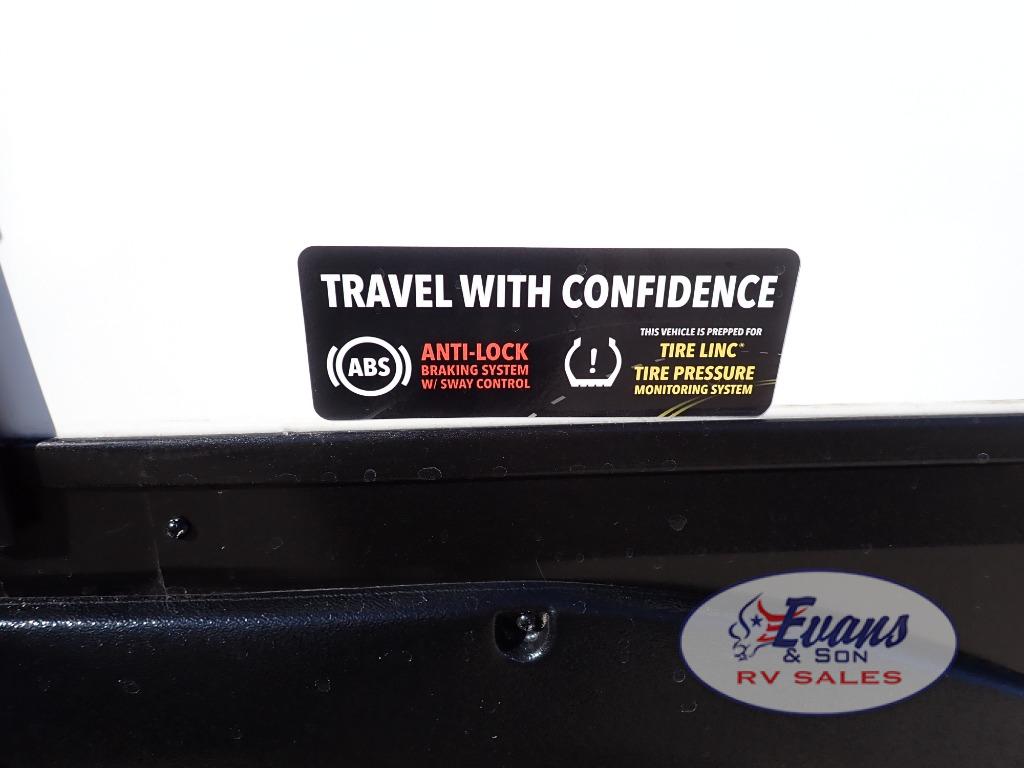 TRAVEL WITH CONFIDENCE
ABS
ANTI-LOCK
BRAKING SYSTEM
W/ SWAY CONTROL
!
THIS VEHICLE IS PREPPED FOR
TIRE LINC®
TIRE PRESSURE
MONITORING SYSTEM
Evans
& SON
RV SALES